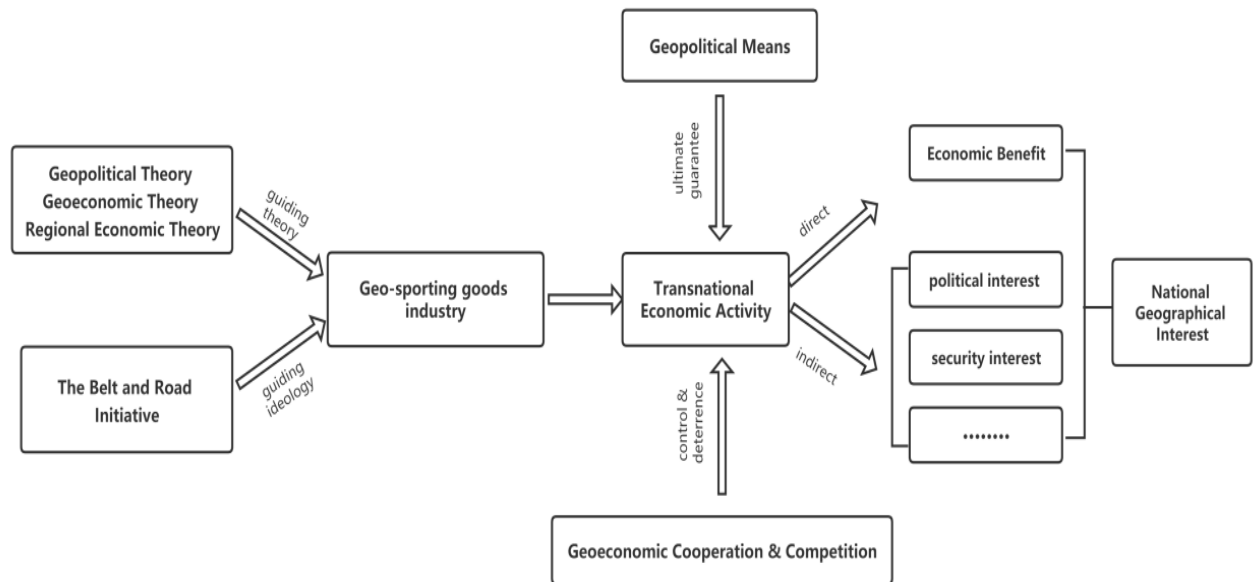 Geopolitical Means
Geopolitical Theory
Geoeconomic Theory
Regional Economic Theory
guiding
theory
ultimate
guarantee
Economic Benefit
direct
Geo-sporting goods
industry
Transnational
Economic Activity
political interest
National
Geographical
Interest
The Belt and Road
Initiative
guiding
ideology
indirect
security interest
control &
deterrence
••••••••
Geoeconomic Cooperation & Competition